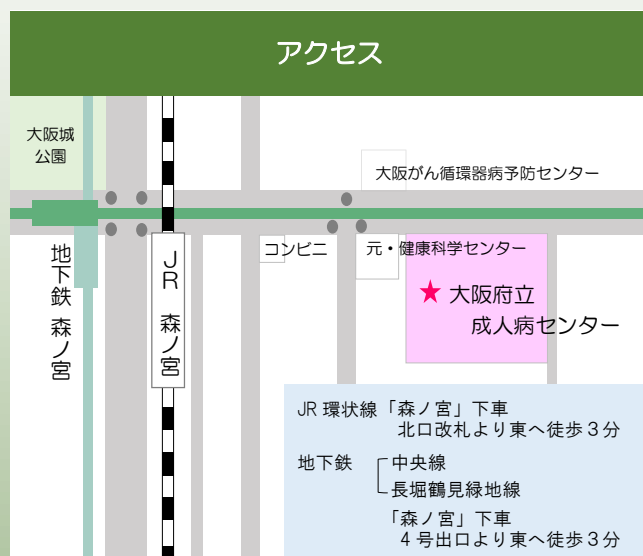 アクセス
大阪城
公園
大阪がん循環器病予防センター
コンビニ
元・健康科学センター
地下鉄 森ノ宮
JR 森ノ宮
★ 大阪府立
成人病センター
JR 環状線「森ノ宮」下車
北口改札より東へ徒歩3分
地下鉄 中央線
長堀鶴見緑地線
「森ノ宮」下車
4号出口より東へ徒歩3分